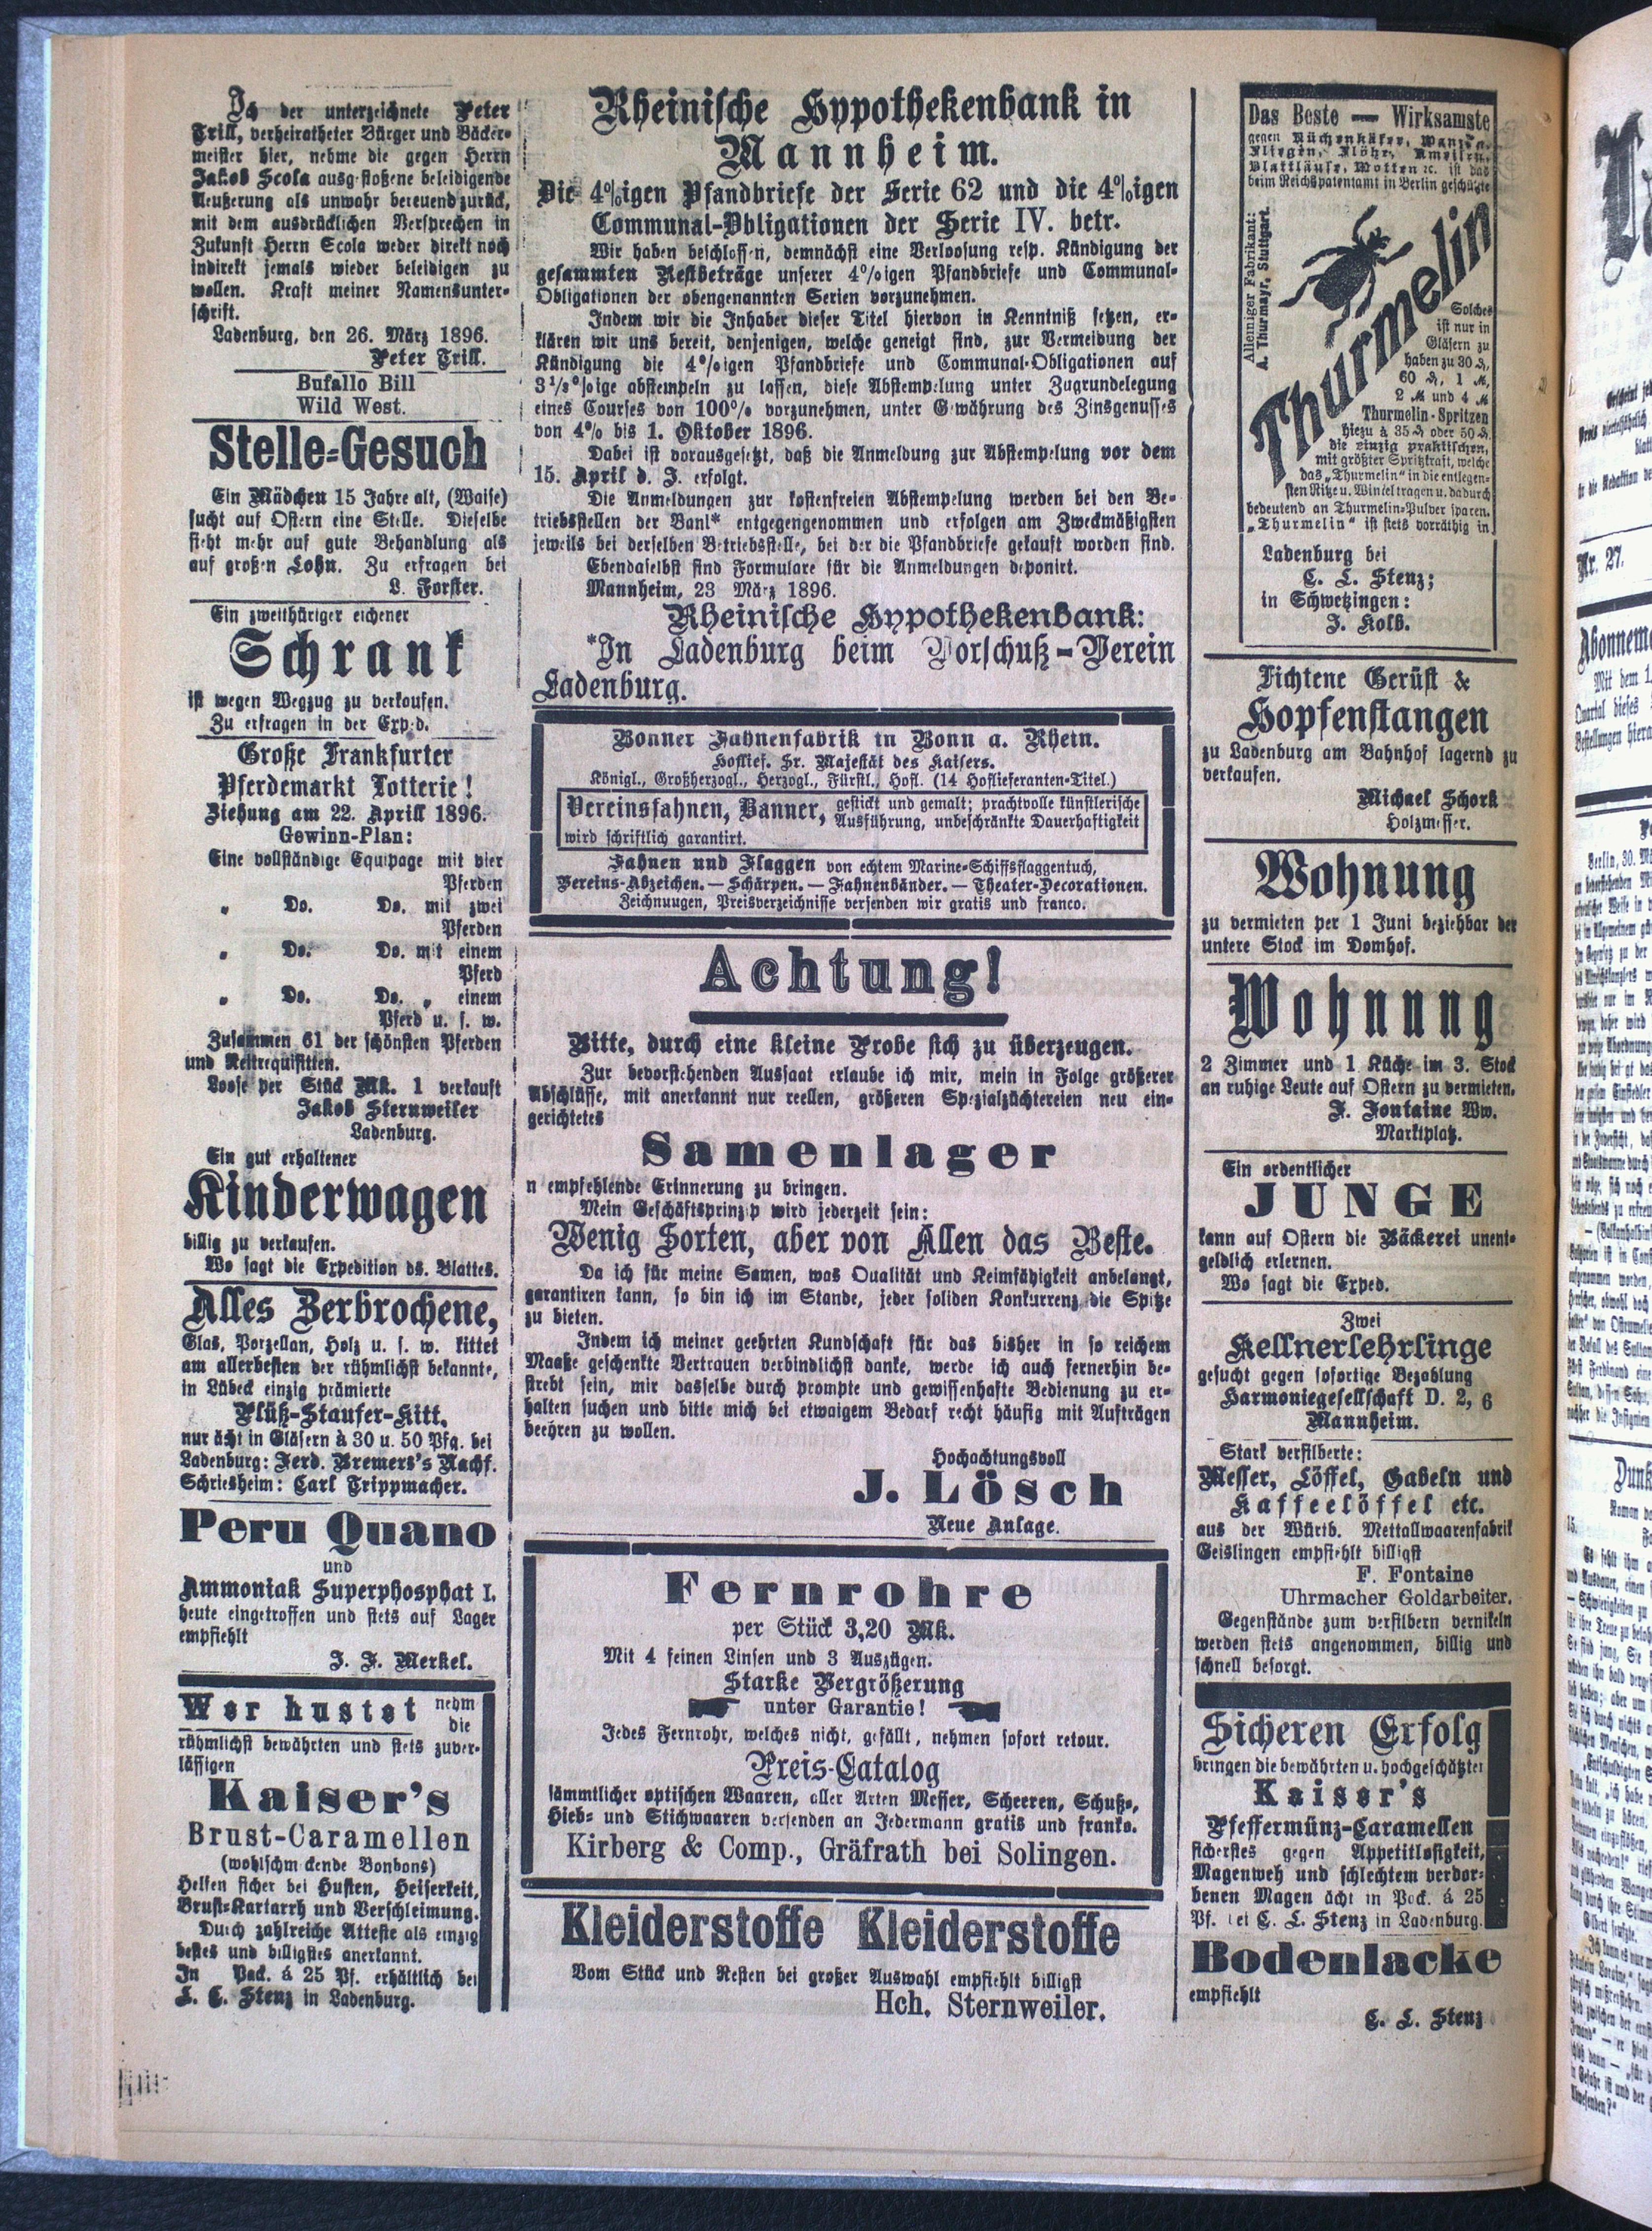 Ich der unterzeichnete Peter
Trill, verheiratheter Bürger und Bäcker-
meister hier, nehme die gegen Herrn
Jakob Scola ausgestoßene beleidigende
Aeußerung als unwahr bereuend zurück,
mit dem ausdrücklichen Versprechen in
Zukunft Herrn Scola weder direkt noch
indirekt jemals wieder beleidigen zu
wollen. Kraft meiner Namensunter-
schrift.
Ladenburg, den 26. März 1896.
Peter Trill.
Bufallo Bill
Wild West.
Stelle-Gesuch
Ein Mädchen 15 Jahre alt, (Waise)
sucht auf Ostern eine Stelle. Dieselbe
sieht mehr auf gute Behandlung als
auf großen Lohn. Zu erfragen bei
L. Forster.
Ein zweithüriger eichener
Schrank
ist wegen Wegzug zu verkoufen.
Zu erfragen in der Exp.d.
Große Frankfurter
Pferdemarkt Lotterie!
Ziehung am 22. Aprill 1896.
Gewinn-Plan:
Eine vollständige Equipage mit vier
Pferden
" Do. Do. mit zwei
Pferden
" Do. Do. mit einem
Pferd
" Do. Do. " einem
Pferd u. s. w.
Zusammen 61 der schönsten Pferden
und Reitrequisitten.
Loose per Stück Mk. 1 verkauft
Jakob Sternweiler
Ladenburg.
Ein gut erhaltener
Kinderwagen
billig zu verkaufen.
Wo sagt die Expedition ds. Blattes.
Alles Zerbrochene,
Glas, Porzellan, Holz u. s. w. kittet
am allerbesten der rühmlichst bekannte,
in Lübeck einzig prämierte
Plüß-Staufer-Kitt,
nur ächt in Gläsern à 30 u. 50 Pfg. bei
Ladenburg: Ferd. Bremers's Nachf.
Schriesheim: Carl Trippmacher.
Peru Quano
und
Ammoniak Superphosphat I.
heute eingetroffen und stets auf Lager
empfiehlt
J. F. Merkel.
Wer hustet nehm
die
rühmlichst bewährten und stets zuver-
lässigen
Kaiser's
Brust-Caramellen
(wohlschmeckende Bonbons)
Helfen sicher bei Husten, Heiserkeit,
Brust-Kartarrh und Verschleimung.
Durch zahlreiche Atteste als einzig
bestes und billigstes anerkannt.
In Pack. á 25 Pf. erhältlich bei
C. L. Stenz in Ladenburg.
Rheinische Hypothekenbank in
Mannheim.
Die 4%igen Pfandbriefe der Serie 62 und die 4%igen
Communal-Obligationen der Serie IV. betr.
Wir haben beschlossen, demnächst eine Verloosung resp. Kündigung der
gesammten Restbeträge unserer 4%igen Pfandbriefe und Communal-
Obligationen der obengenannten Serien vorzunehmen.
Indem wir die Inhaber dieser Titel hiervon in Kenntniß setzen, er-
klären wir uns bereit, denjenigen, welche geneigt sind, zur Vermeidung der
Kündigung die 4%igen Pfandbriefe und Communal-Obligationen auf
3½%ige abstempeln zu lassen, diese Abstempelung unter Zugrundelegung
eines Courses von 100% vorzunehmen, unter Gewährung des Zinsgenusses
von 4% bis 1. Oktober 1896.
Dabei ist vorausgesetzt, daß die Anmeldung zur Abstempelung vor dem
15. April d. J. erfolgt.
Die Anmeldungen zur kostenfreien Abstempelung werden bei den Be-
triebsstellen der Bank* entgegengenommen und erfolgen am Zweckmäßigsten
jeweils bei derselben Betriebsstelle, bei der die Pfandbriefe gekauft worden sind.
Ebendaselbst sind Formulare für die Anmeldungen deponirt.
Mannheim, 23 März 1896.
Rheinische Hypothekenbank:
*In Ladenburg beim Vorschuß-Verein
Ladenburg.
Bonner Fahnenfabrik in Bonn a. Rhein.
Hoflief. Sr. Majestät des Kaisers.
Königl., Großherzogl., Herzogl., Fürstl., Hofl. (14 Hoflieferanten-Titel.)
Vereinsfahnen, Banner, gestickt und gemalt; prachtvolle künstlerische
Ausführung, unbeschränkte Dauerhaftigkeit
wird schriftlich garantirt.
Fahnen und Flaggen von echtem Marine-Schiffsflaggentuch,
Vereins-Abzeichen. — Schärpen. — Fahnenbänder. — Theater-Decorationen.
Zeichnuugen, Preisverzeichnisse versenden wir gratis und franco.
Achtung!
Bitte, durch eine kleine Probe sich zu überzeugen.
Zur bevorstehenden Aussaat erlaube ich mir, mein in Folge größerer
Abschlüsse, mit anerkannt nur reellen, größeren Spezialzüchtereien neu ein-
gerichtetes
Samenlager
n empfehlende Erinnerung zu bringen.
Mein Geschäftsprinzip wird jederzeit sein:
Wenig Sorten, aber von Allen das Beste.
Da ich für meine Samen, was Qualität und Keimfähigkeit anbelangt,
garantiren kann, so bin ich im Stande, jeder soliden Konkurrenz die Spitze
zu bieten.
Indem ich meiner geehrten Kundschaft für das bisher in so reichem
Maaße geschenkte Vertrauen verbindlichst danke, werde ich auch fernerhin be-
strebt sein, mir dasselbe durch prompte und gewissenhafte Bedienung zu er-
halten suchen und bitte mich bei etwaigem Bedarf recht häufig mit Aufträgen
beehren zu wollen.
Hochachtungsvoll
J. Lösch
Neue Anlage.
Fernrohre
per Stück 3,20 Mk.
Mit 4 feinen Linsen und 3 Auszügen.
Starke Vergrößerung
unter Garantie!
Jedes Fernrohr, welches nicht, gefällt, nehmen sofort retour.
Preis-Catalog
sämmtlicher optischen Waaren, aller Arten Messer, Scheeren, Schuß-,
Hieb- und Stichwaaren versenden an Jedermann gratis und franko.
Kirberg & Comp., Gräfrath bei Solingen.
Kleiderstoffe Kleiderstoffe
Vom Stück und Resten bei großer Auswahl empfiehlt billigst
Hch. Sternweiler.
Das Beste — Wirksamste
gegen Küchenkäfer, Wanzen,
Fliegen, Flöhe, Ameisen,
Blattläuse, Motten ꝛc. ist das
beim Reichspatentamt in Berlin geschützte
Alleiniger Fabrikant:
A. Thurmayr, Stuttgart.
Thurmelin
Solches
ist nur in
Gläsern zu
haben zu 30 ₰,
60 ₰, 1 ℳ,
2 ℳ und 4 ℳ
Thurmelin-Spritzen
hiezu à 35 ₰ oder 50 ₰,
die einzig praktischen,
mit größter Spritzkraft, welche
das „Thurmelin" in die entlegen-
sten Ritze u. Winkel tragen u. dadurch
bedeutend an Thurmelin-Pulver sparen.
„Thurmelin" ist stets vorräthig in
Ladenburg bei
C. L. Stenz;
in Schwetzingen:
J. Kolb.
Fichtene Gerüst &
Hopfenstangen
zu Ladenburg am Bahnhof lagernd zu
verkaufen.
Michael Schork
Holzmesser.
Wohnung
zu vermieten per 1 Juni beziehbar der
untere Stock im Domhof.
Wohnung
2 Zimmer und 1 Küche im 3. Stock
an ruhige Leute auf Ostern zu vermieten.
F. Fontaine Ww.
Marktplatz.
Ein ordentlicher
JUNGE
kann auf Ostern die Bäckerei unent-
geldlich erlernen.
Wo sagt die Exped.
Zwei
Kellnerlehrlinge
gesucht gegen sofortige Bezahlung
Harmoniegesellschaft D. 2, 6
Mannheim.
Stark versilberte:
Messer, Löffel, Gabeln und
Kaffeelöffel etc.
aus der Würtb. Mettallwaarenfabrik
Geislingen empfiehlt billigst
F. Fontaine
Uhrmacher Goldarbeiter.
Gegenstände zum versilbern vernikeln
werden stets angenommen, billig und
schnell besorgt.
Sicheren Erfolg
bringen die bewährten u. hochgeschätzten
Kaiser's
Pfeffermünz-Caramellen
sicherstes gegen Appetitlosigkeit,
Magenweh und schlechtem verdor-
benen Magen ächt in Pack. á 25
Pf. bei C. L. Stenz in Ladenburg.
Bodenlacke
empfiehlt
C. L. Stenz
Nr. 27.